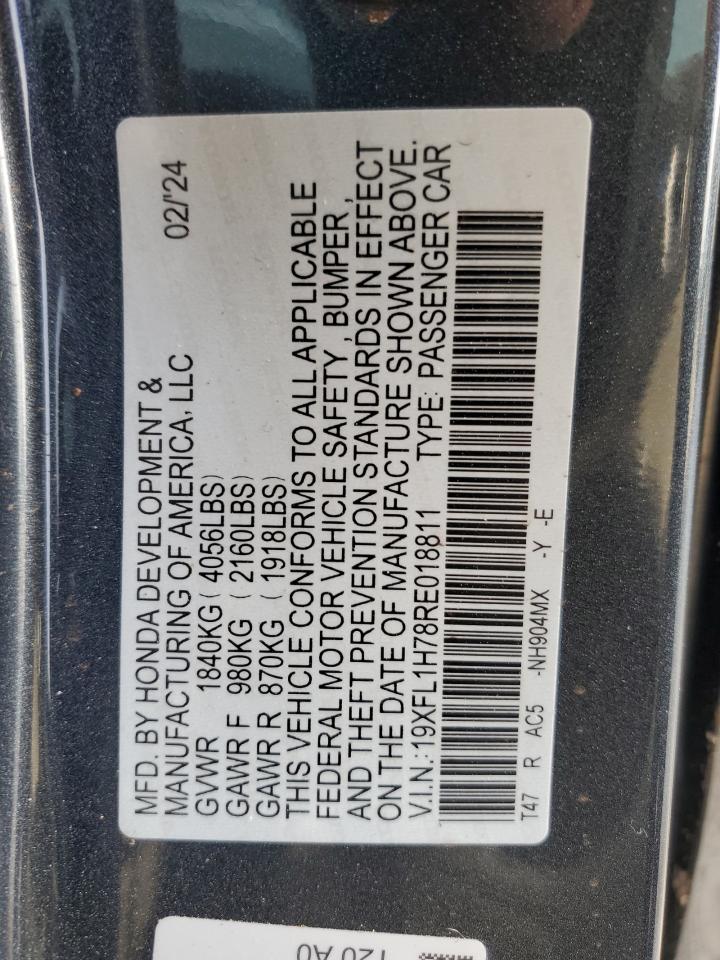 MFD. BY HONDA DEVELOPMENT &
MANUFACTURING OF AMERICA, LLC 02/"24
GVWR 1840KG ( 4056LBS)
GAWR F 980KG ( 2160LBS)
GAWR R 870KG ( 1918LBS)
THIS VEHICLE CONFORMS TO ALL APPLICABLE
FEDERAL MOTOR VEHICLE SAFETY , BUMPER ,
AND THEFT PREVENTION STANDARDS IN EFFECT
ON THE DATE OF MANUFACTURE SHOWN ABOVE.
V.I.N.:19XFL1H78RE018811 TYPE: PASSENGER CAR
T47 R AC5 -NH904MX -Y -E
120 A0